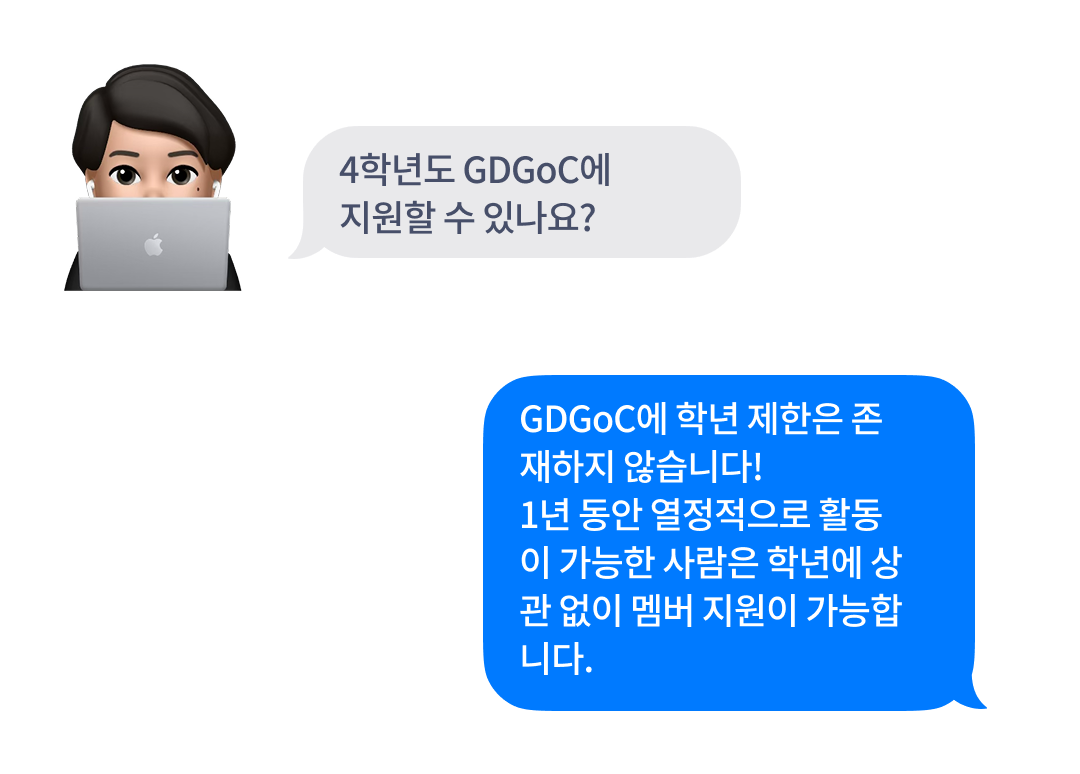 4학년도 GDGoC에
지원할 수 있나요?
GDGoC에 학년 제한은 존
재하지 않습니다!
1년 동안 열정적으로 활동
이 가능한 사람은 학년에 상
관 없이 멤버 지원이 가능합
니다.